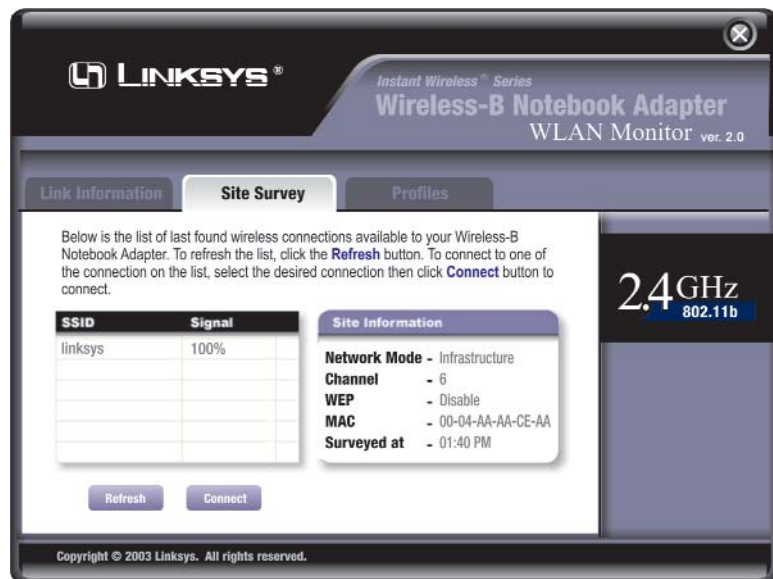 LINKSYS®
Instant Wireless® Series
Wireless-B Notebook Adapter
WLAN Monitor ver. 2.0
Link Information
Site Survey
Profiles
Below is the list of last found wireless connections available to your Wireless-B
Notebook Adapter. To refresh the list, click the Refresh button. To connect to one of
the connection on the list, select the desired connection then click Connect button to
connect.
2.4GHz
802.11b
SSID Signal
linksys 100%
Site Information
Network Mode - Infrastructure
Channel - 6
WEP - Disable
MAC - 00-04-AA-AA-CE-AA
Surveyed at - 01:40 PM
Refresh
Connect
Copyright © 2003 Linksys. All rights reserved.